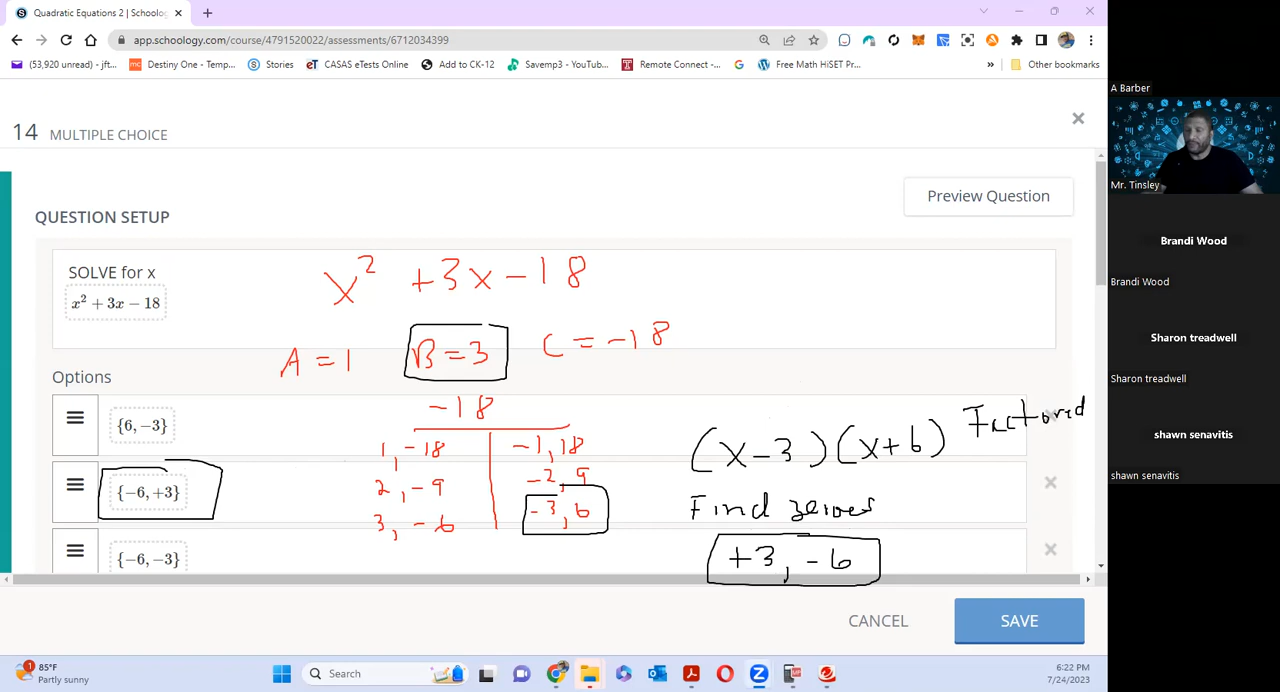 Quadratic Equations 2 | Schoolog
app.schoology.com/course/4791520022/assessments/6712034399
(53,920 unread) - jft...
Destiny One - Temp...
Stories
CASAS eTests Online
Add to CK-12
Savemp3 - YouTub...
Remote Connect -...
Free Math HiSET Pr...
»
Other bookmarks
A Barber
14 MULTIPLE CHOICE
Mr. Tinsley
Preview Question
QUESTION SETUP
Brandi Wood
Brandi Wood
SOLVE for x
x² + 3x − 18
x² +3x − 18
A = 1 B = 3 C = −18
Sharon treadwell
Sharon treadwell
Options
−18
{6, −3}
1, −18 −1, 18
(x−3)(x+6) Factored
shawn senavitis
shawn senavitis
{−6, +3}
2, −9 −2, 9
3, −6 −3, 6
Find zeroes
{−6, −3}
+3, −6
CANCEL
SAVE
85°F
Partly sunny
1
Search
6:22 PM
7/24/2023